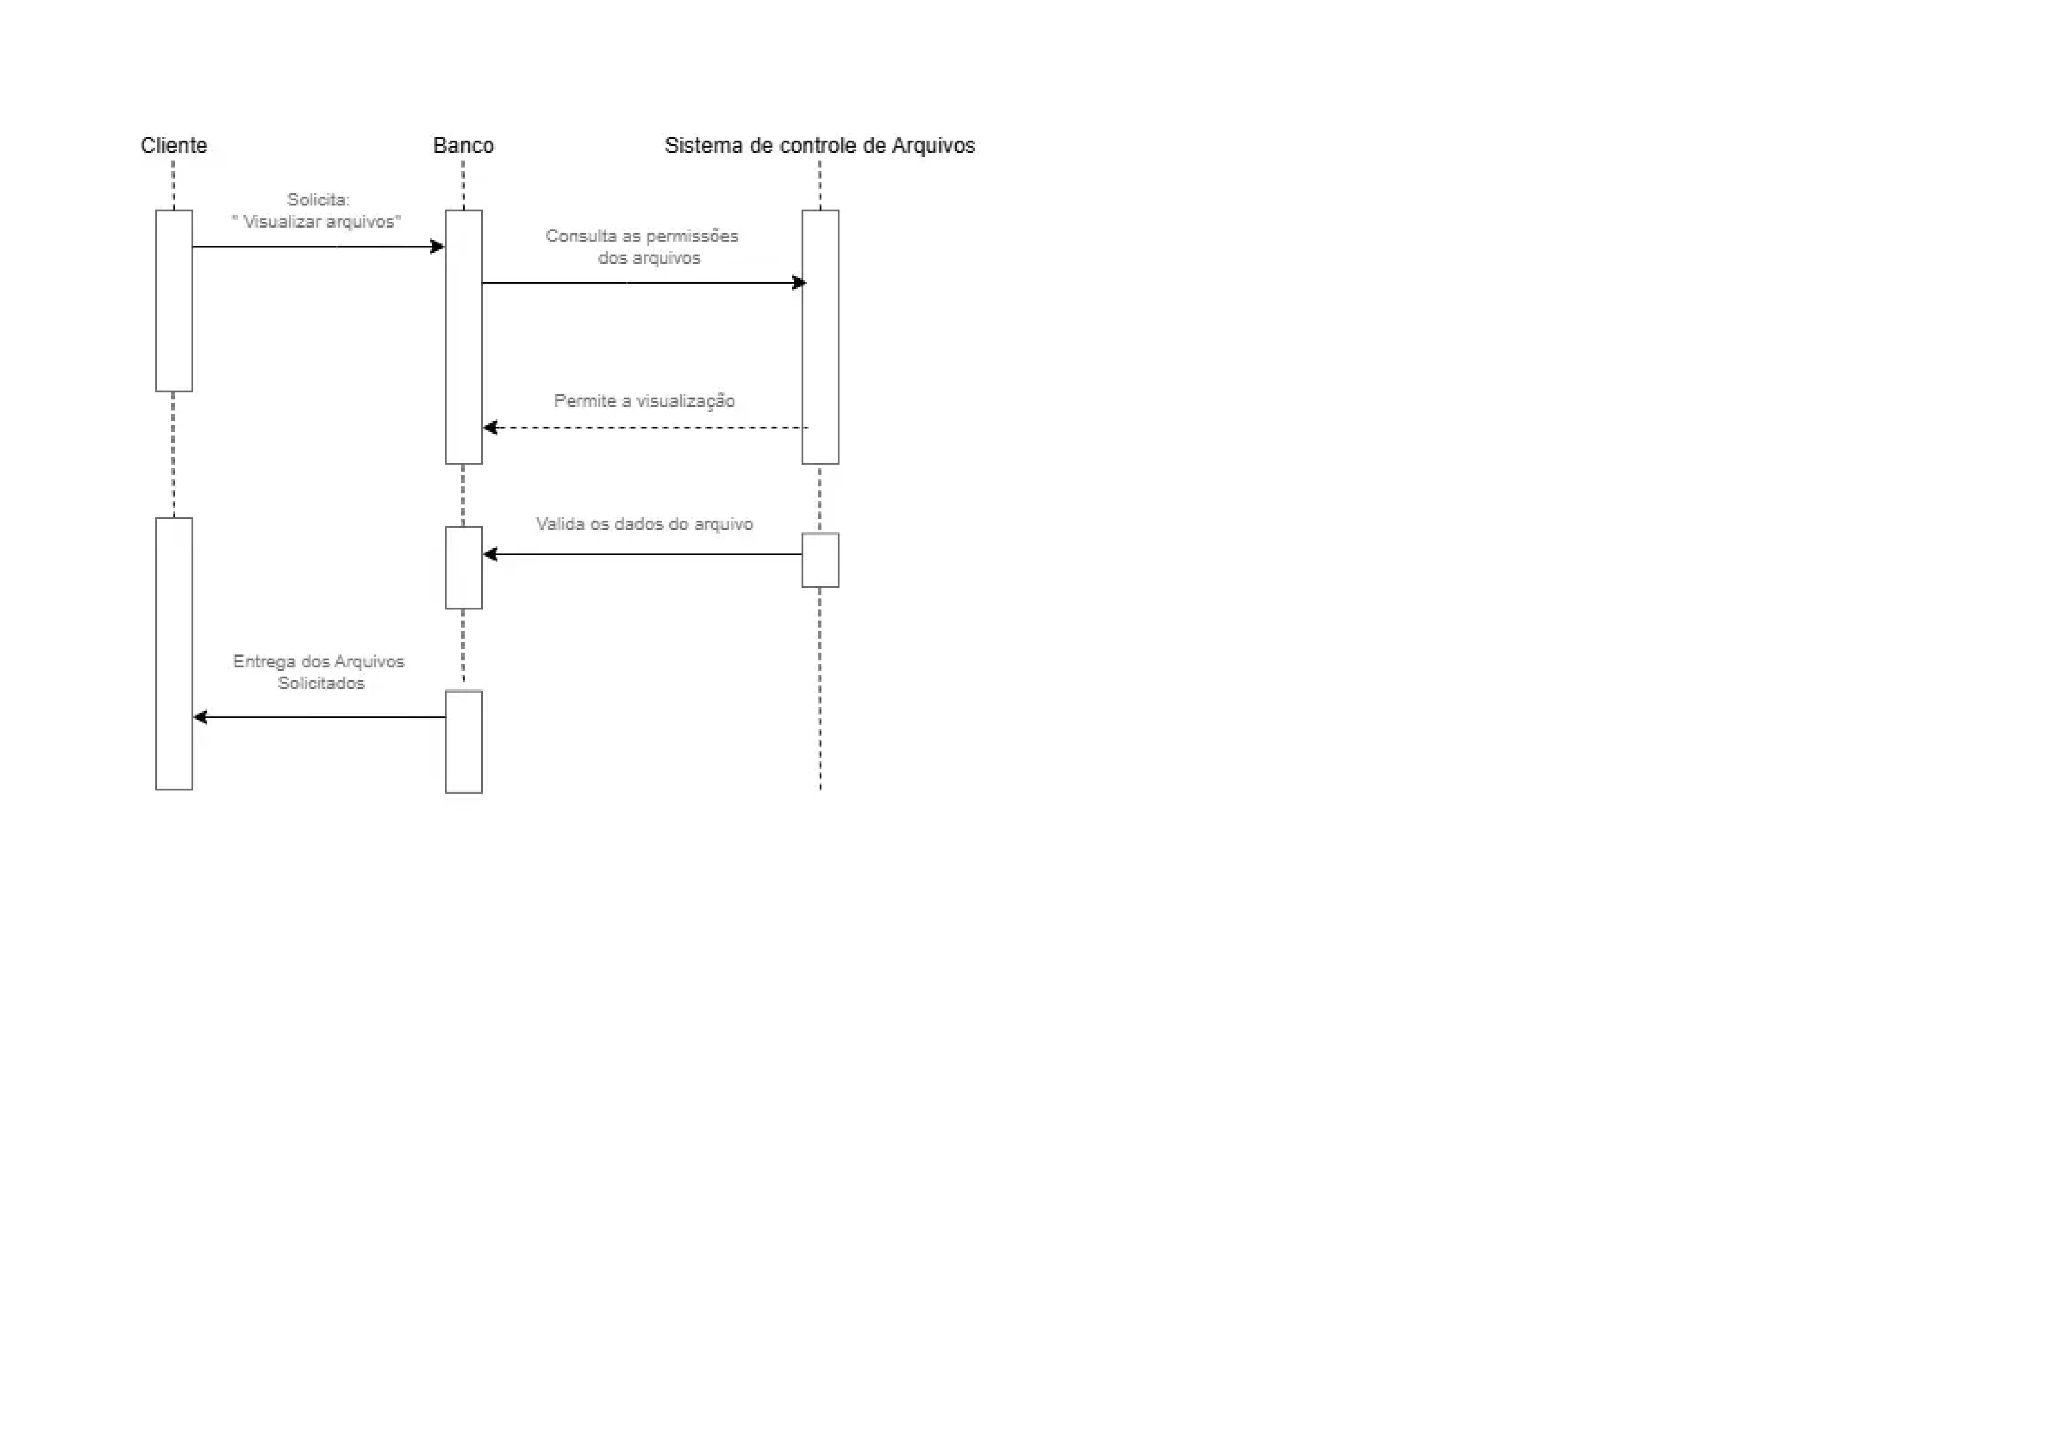 Cliente
Banco
Sistema de controle de Arquivos
Solicita:
" Visualizar arquivos"
Consulta as permissões
dos arquivos
Permite a visualização
Valida os dados do arquivo
Entrega dos Arquivos
Solicitados